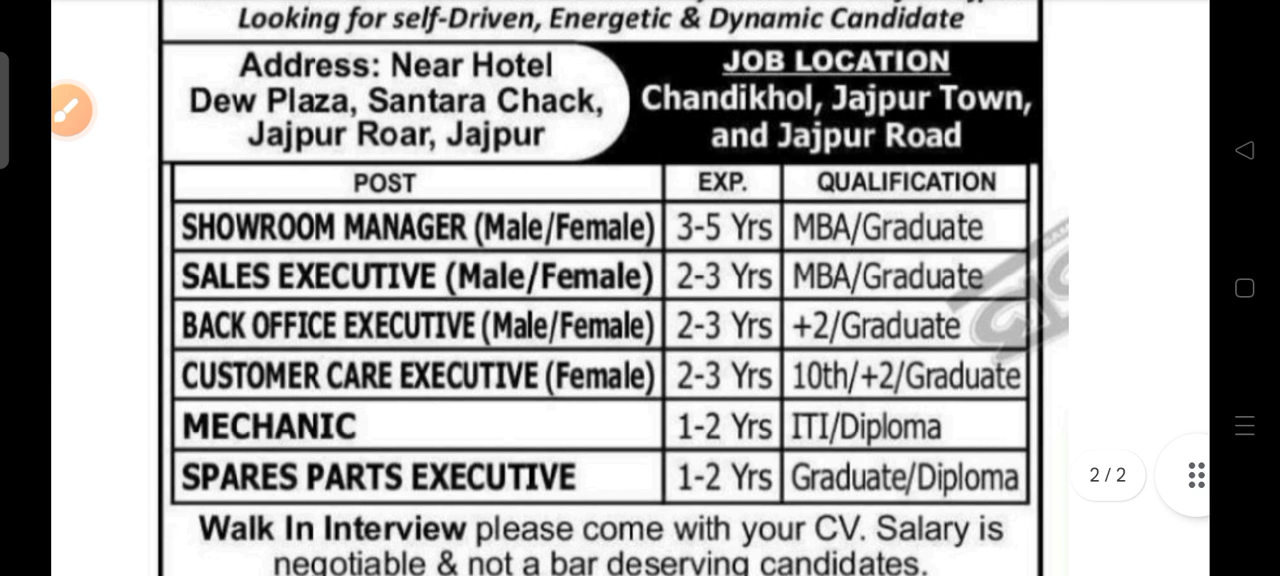 Looking for self-Driven, Energetic & Dynamic Candidate
Address: Near Hotel
Dew Plaza, Santara Chack,
Jajpur Roar, Jajpur
JOB LOCATION
Chandikhol, Jajpur Town,
and Jajpur Road
POST EXP. QUALIFICATION
SHOWROOM MANAGER (Male/Female) 3-5 Yrs MBA/Graduate
SALES EXECUTIVE (Male/Female) 2-3 Yrs MBA/Graduate
BACK OFFICE EXECUTIVE (Male/Female) 2-3 Yrs +2/Graduate
CUSTOMER CARE EXECUTIVE (Female) 2-3 Yrs 10th/+2/Graduate
MECHANIC 1-2 Yrs ITI/Diploma
SPARES PARTS EXECUTIVE 1-2 Yrs Graduate/Diploma
2/2
Walk In Interview please come with your CV. Salary is
negotiable & not a bar deserving candidates.